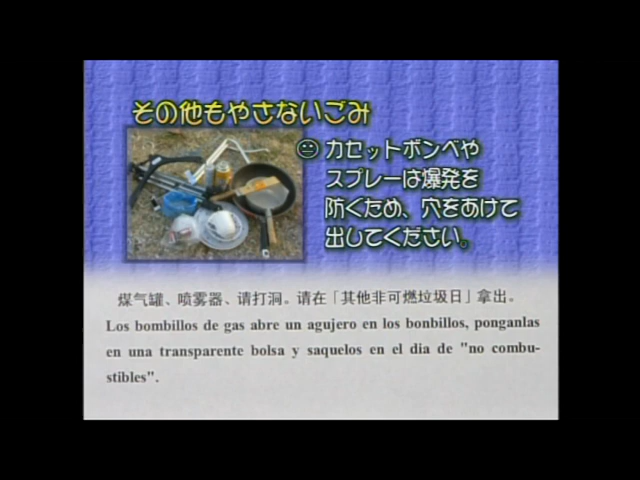 その他もやさないごみ
カセットボンベや
スプレーは爆発を
防ぐため、穴をあけて
出してください。
煤气罐、喷雾器、请打洞。请在「其他非可燃垃圾日」拿出。
Los bombillos de gas abre un agujero en los bonbillos, ponganlas
en una transparente bolsa y saquelos en el dia de "no combu-
stibles".